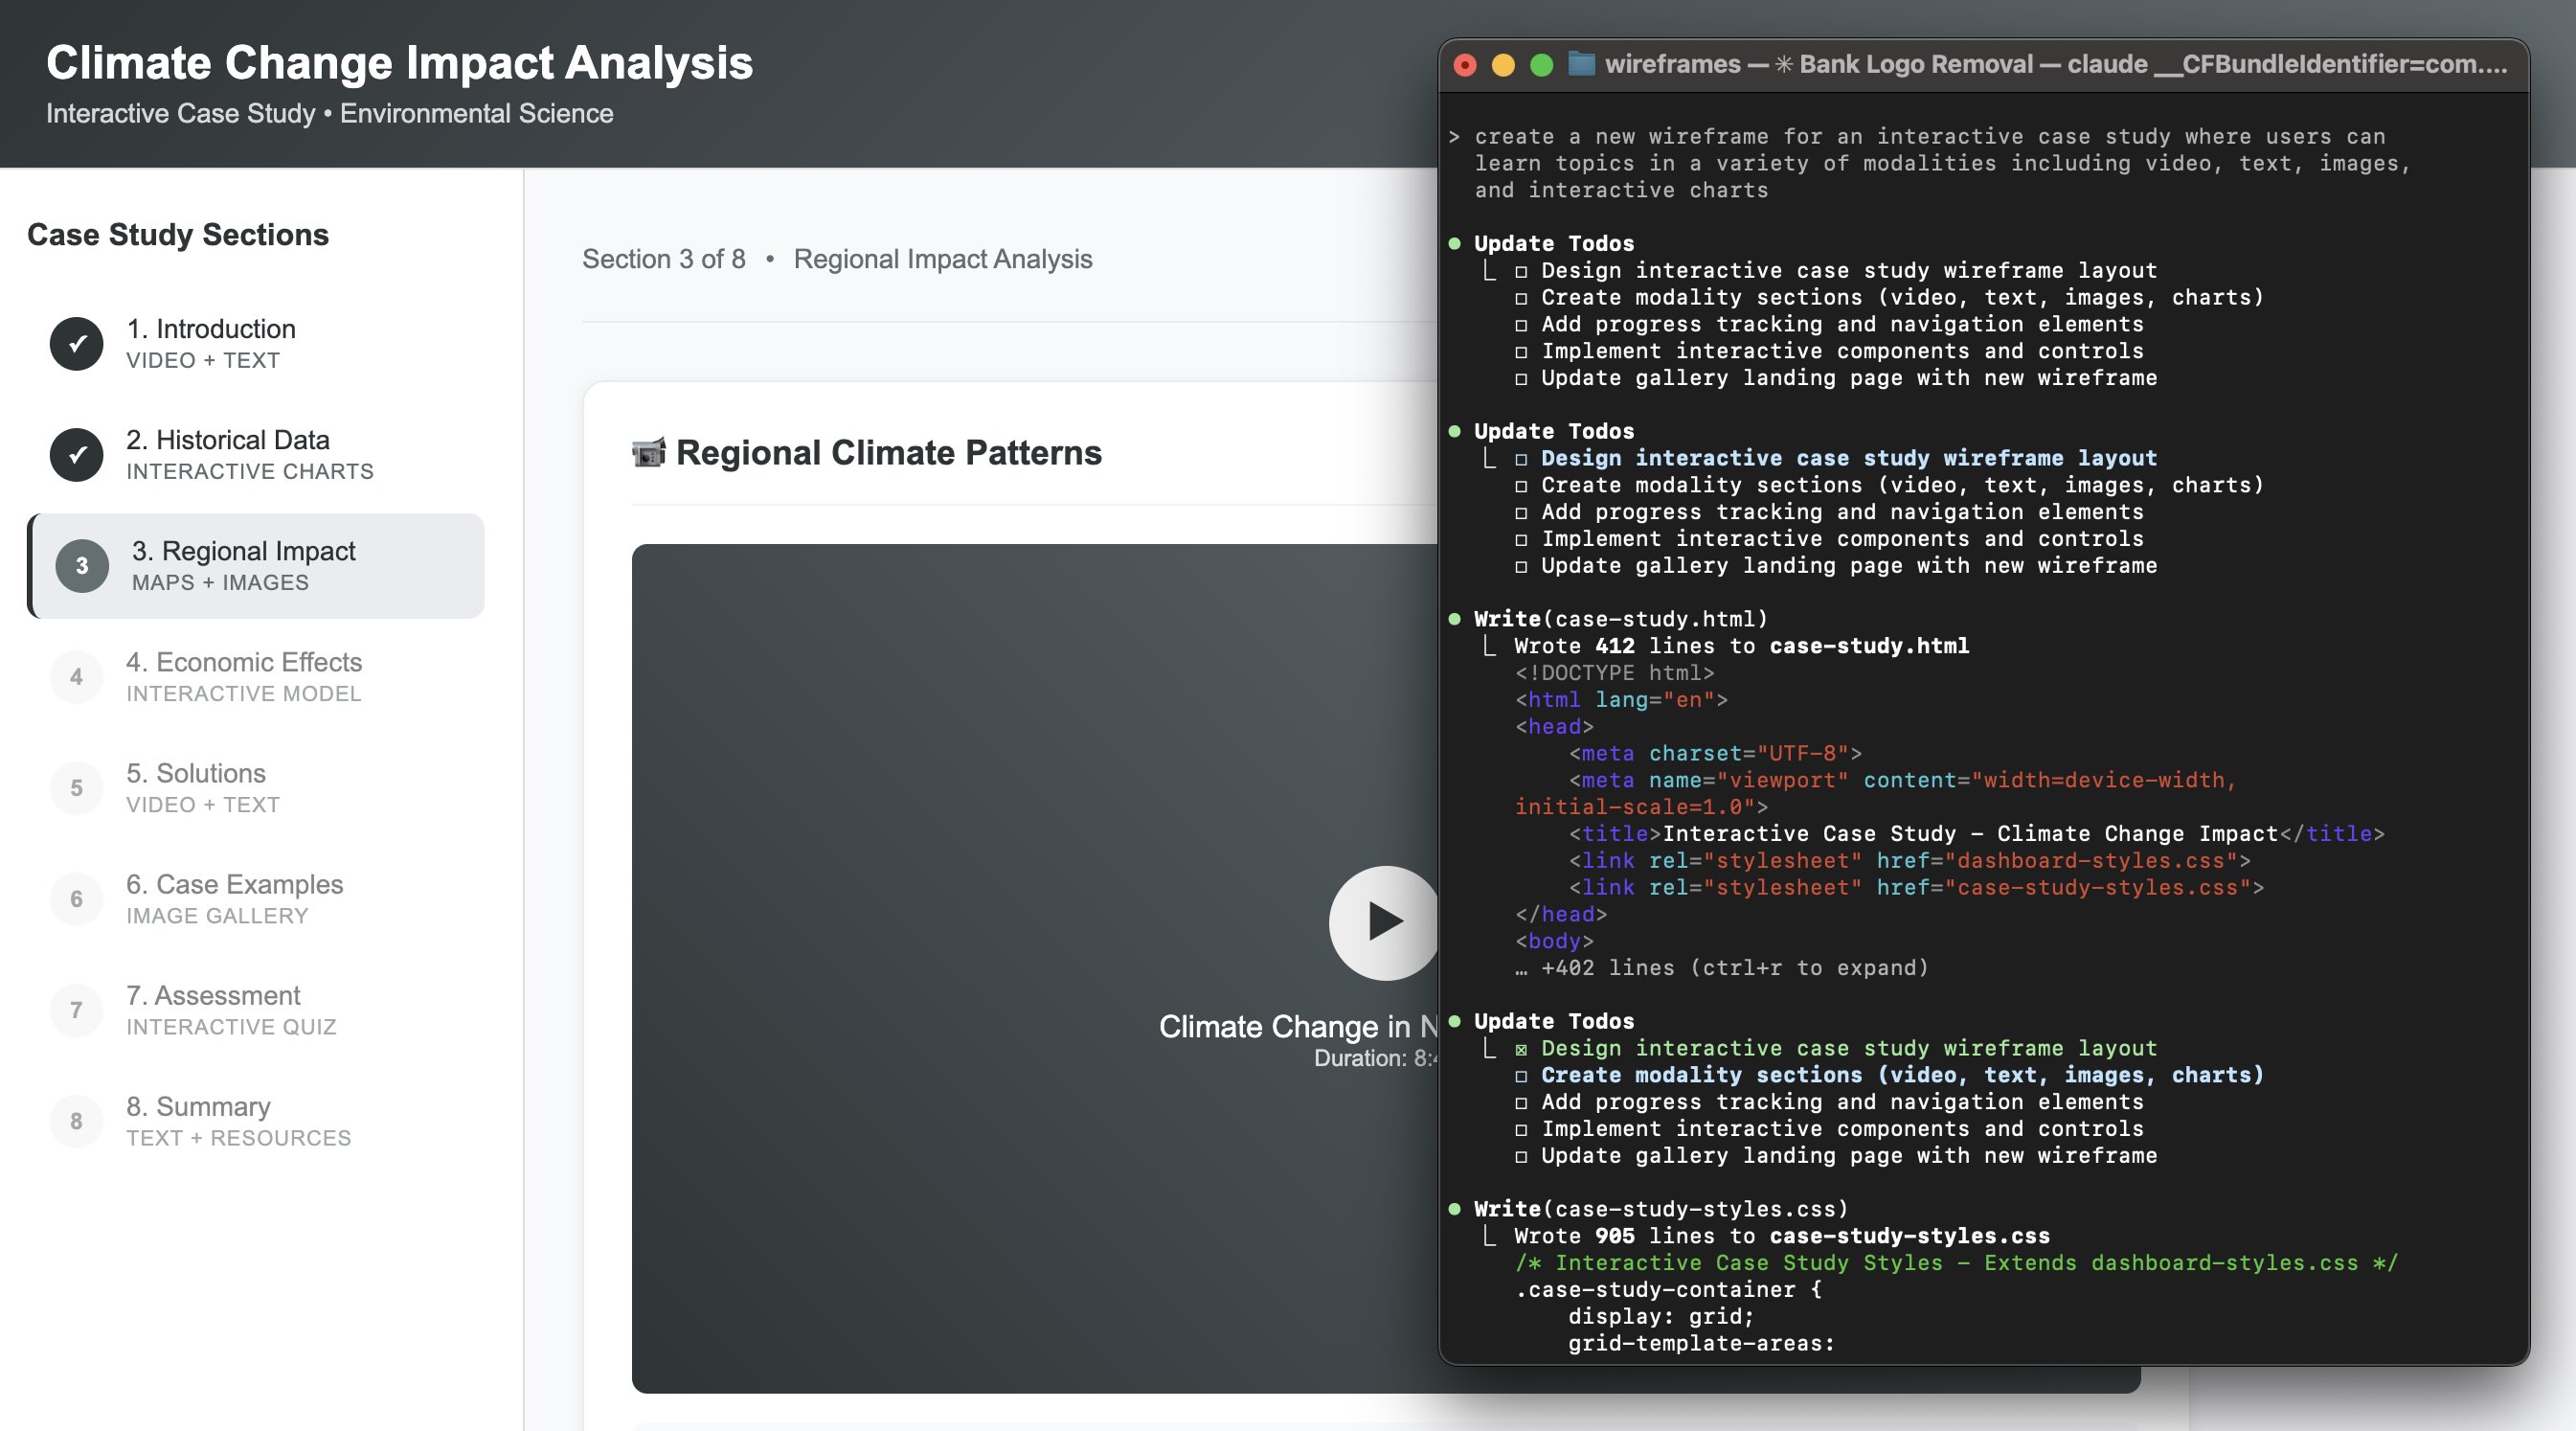 Climate Change Impact Analysis
Interactive Case Study • Environmental Science
Case Study Sections
✓
1. Introduction
VIDEO + TEXT
✓
2. Historical Data
INTERACTIVE CHARTS
3
3. Regional Impact
MAPS + IMAGES
4
4. Economic Effects
INTERACTIVE MODEL
5
5. Solutions
VIDEO + TEXT
6
6. Case Examples
IMAGE GALLERY
7
7. Assessment
INTERACTIVE QUIZ
8
8. Summary
TEXT + RESOURCES
Section 3 of 8 • Regional Impact Analysis
Regional Climate Patterns
Climate Change in
Duration:
wireframes — ✳ Bank Logo Removal — claude __CFBundleIdentifier=com....
> create a new wireframe for an interactive case study where users can
learn topics in a variety of modalities including video, text, images,
and interactive charts
● Update Todos
⎿ ☐ Design interactive case study wireframe layout
☐ Create modality sections (video, text, images, charts)
☐ Add progress tracking and navigation elements
☐ Implement interactive components and controls
☐ Update gallery landing page with new wireframe
● Update Todos
⎿ ☐ Design interactive case study wireframe layout
☐ Create modality sections (video, text, images, charts)
☐ Add progress tracking and navigation elements
☐ Implement interactive components and controls
☐ Update gallery landing page with new wireframe
● Write(case-study.html)
⎿ Wrote 412 lines to case-study.html
<!DOCTYPE html>
<html lang="en">
<head>
<meta charset="UTF-8">
<meta name="viewport" content="width=device-width,
initial-scale=1.0">
<title>Interactive Case Study - Climate Change Impact</title>
<link rel="stylesheet" href="dashboard-styles.css">
<link rel="stylesheet" href="case-study-styles.css">
</head>
<body>
… +402 lines (ctrl+r to expand)
● Update Todos
⎿ ☒ Design interactive case study wireframe layout
☐ Create modality sections (video, text, images, charts)
☐ Add progress tracking and navigation elements
☐ Implement interactive components and controls
☐ Update gallery landing page with new wireframe
● Write(case-study-styles.css)
⎿ Wrote 905 lines to case-study-styles.css
/* Interactive Case Study Styles - Extends dashboard-styles.css */
.case-study-container {
display: grid;
grid-template-areas: